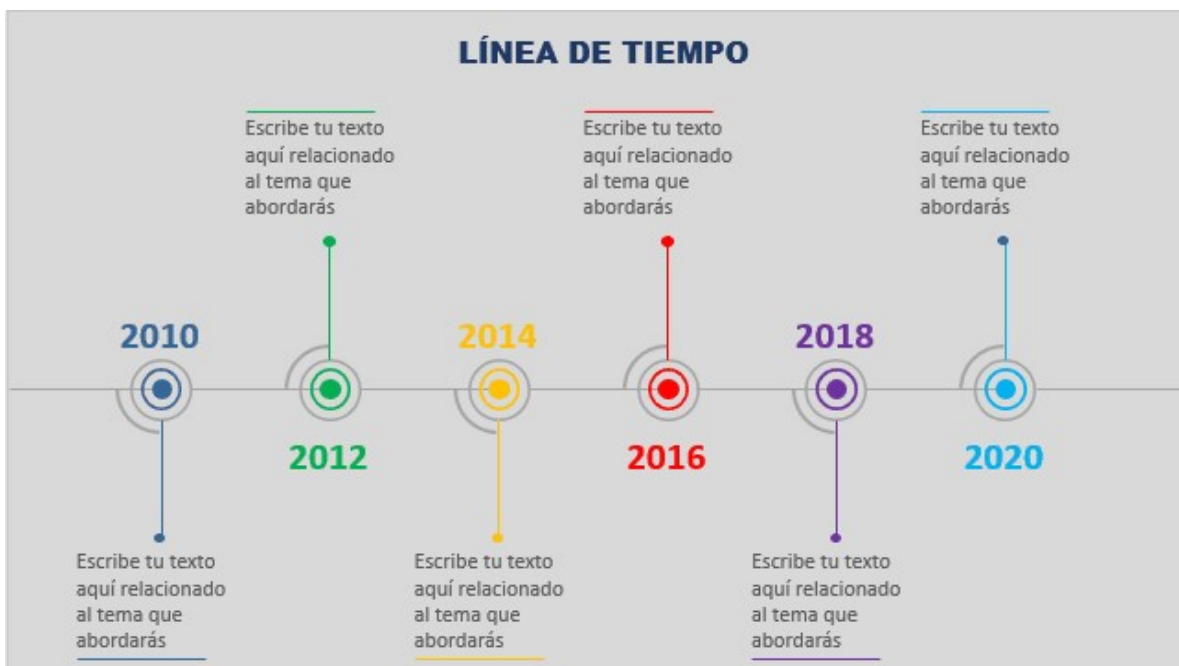 LÍNEA DE TIEMPO
Escribe tu texto
aquí relacionado
al tema que
abordarás
Escribe tu texto
aquí relacionado
al tema que
abordarás
Escribe tu texto
aquí relacionado
al tema que
abordarás
2010
2014
2018
2012
2016
2020
Escribe tu texto
aquí relacionado
al tema que
abordarás
Escribe tu texto
aquí relacionado
al tema que
abordarás
Escribe tu texto
aquí relacionado
al tema que
abordarás